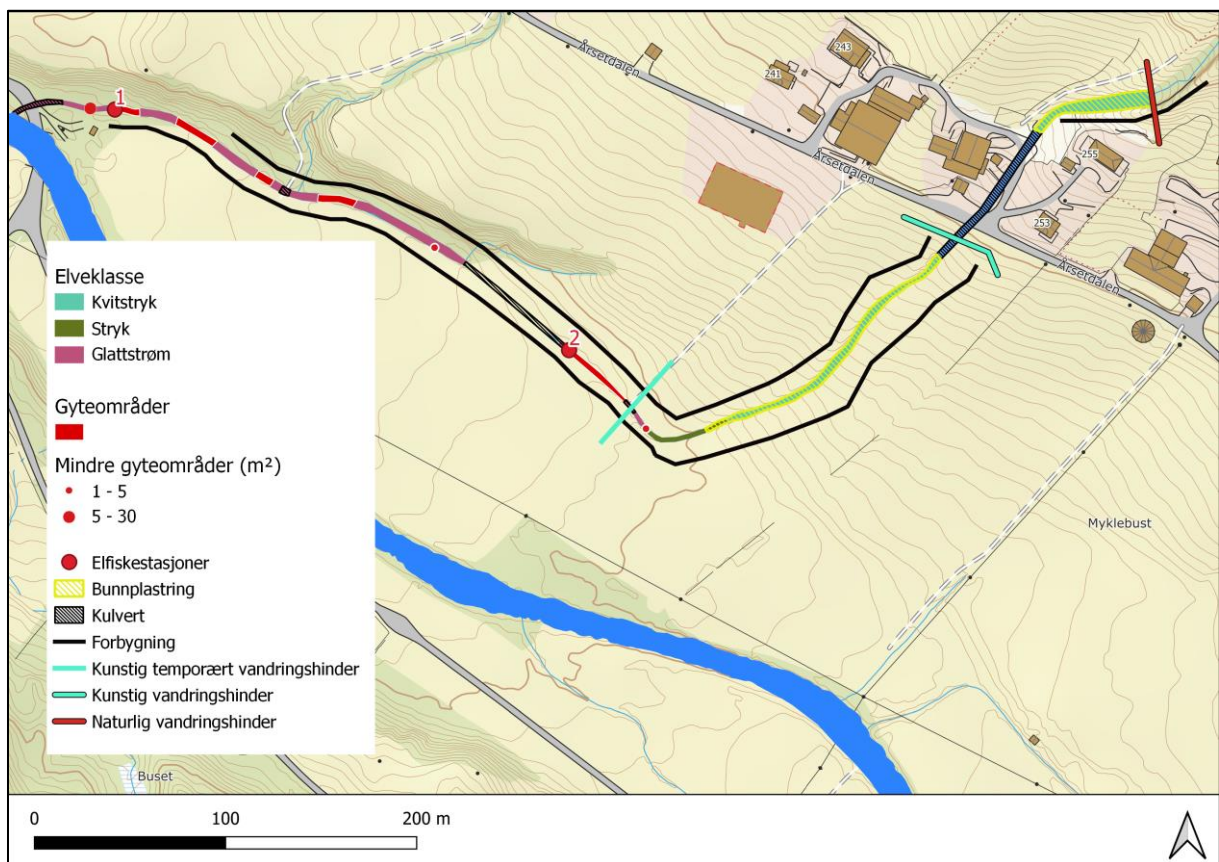 Årsetdalen
243
241
1
Årsetdalen
255
253
Årsetdalen
2
Elveklasse
Kvitstryk
Stryk
Glattstrøm
Gyteområder
Mindre gyteområder (m²)
1 - 5
5 - 30
Elfiskestasjoner
Bunnplastring
Kulvert
Forbygning
Kunstig temporært vandringshinder
Kunstig vandringshinder
Naturlig vandringshinder
Myklebust
Buset
0 100 200 m